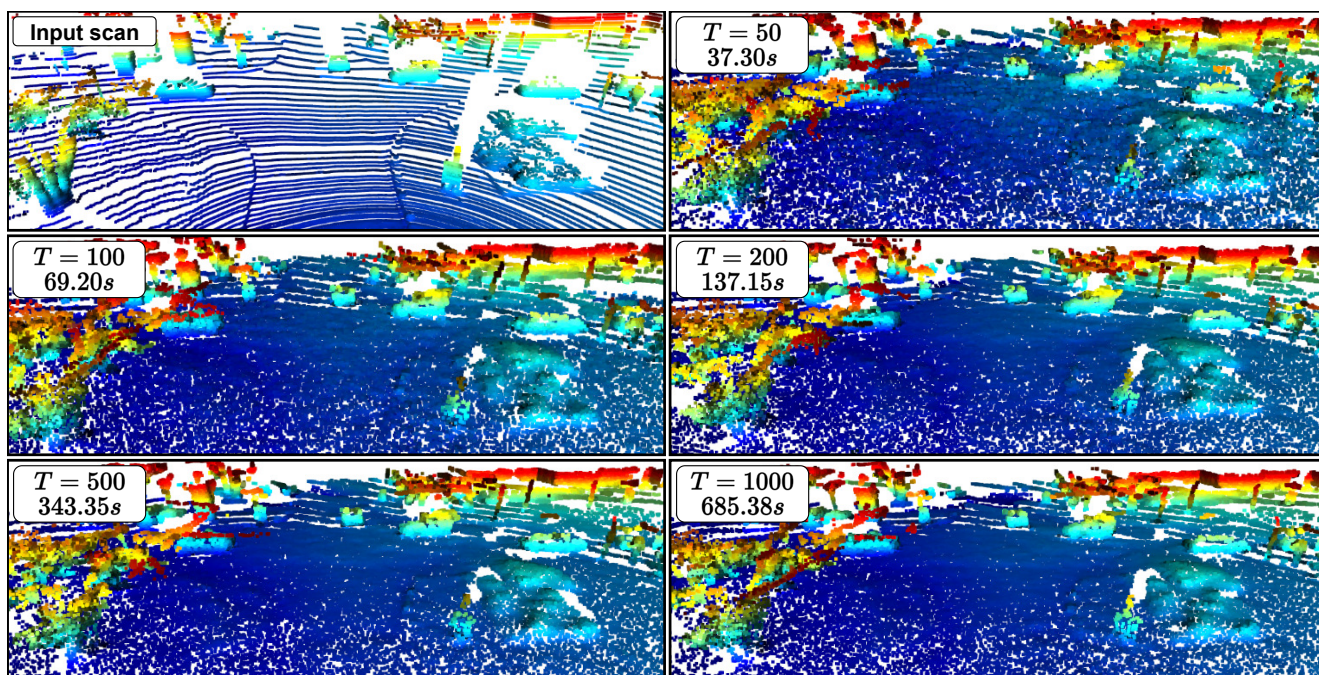 Input scan
T = 50
37.30s
T = 100
69.20s
T = 200
137.15s
T = 500
343.35s
T = 1000
685.38s